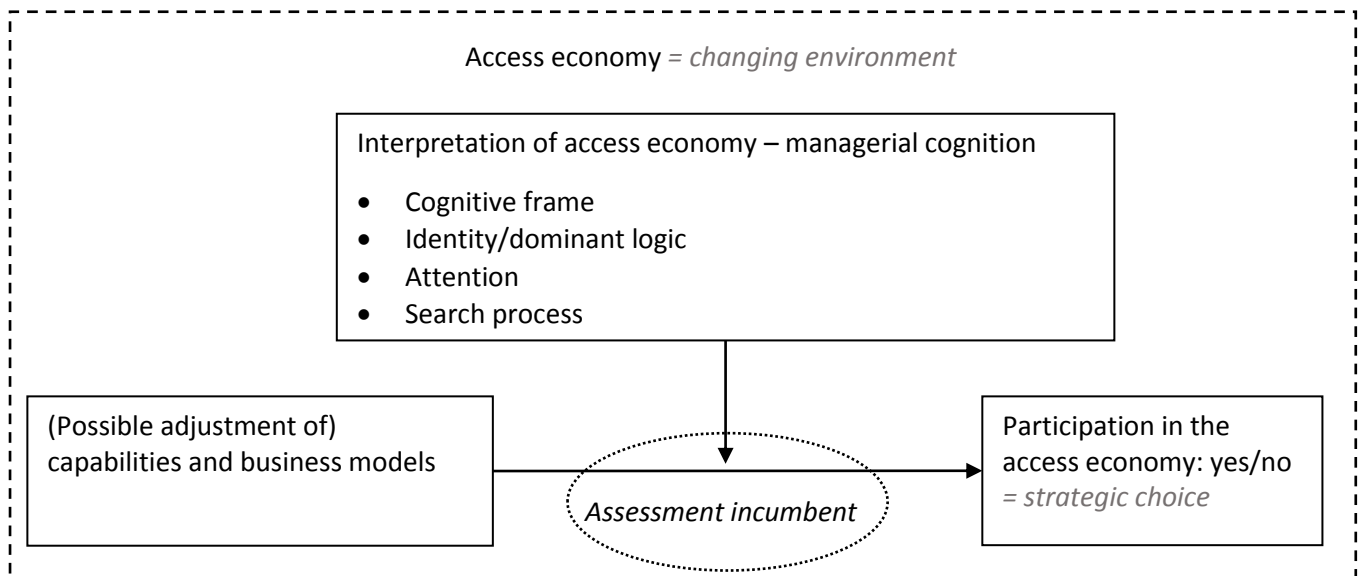 Access economy = changing environment
Interpretation of access economy – managerial cognition
• Cognitive frame
• Identity/dominant logic
• Attention
• Search process
(Possible adjustment of)
capabilities and business models
Assessment incumbent
Participation in the
access economy: yes/no
= strategic choice